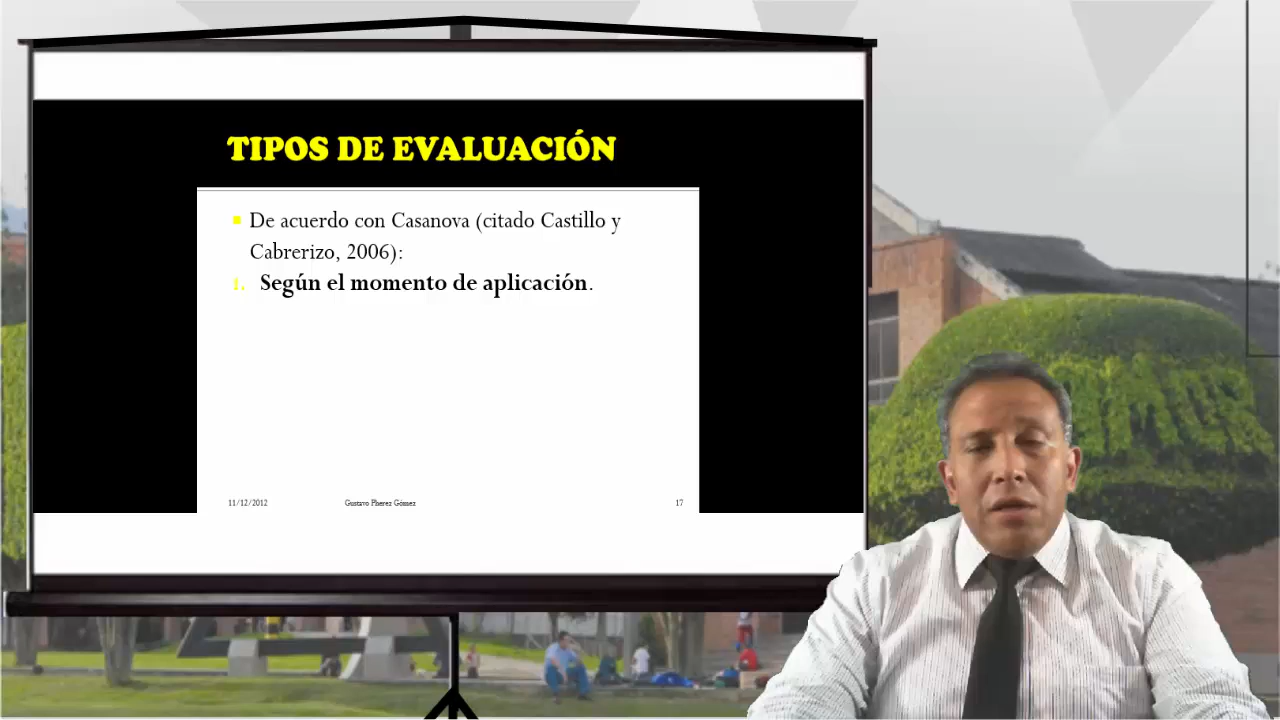 TIPOS DE EVALUACIÓN
De acuerdo con Casanova (citado Castillo y
Cabrerizo, 2006):
1. Según el momento de aplicación.
11/12/2012 Gustavo Pherez Gómez 17